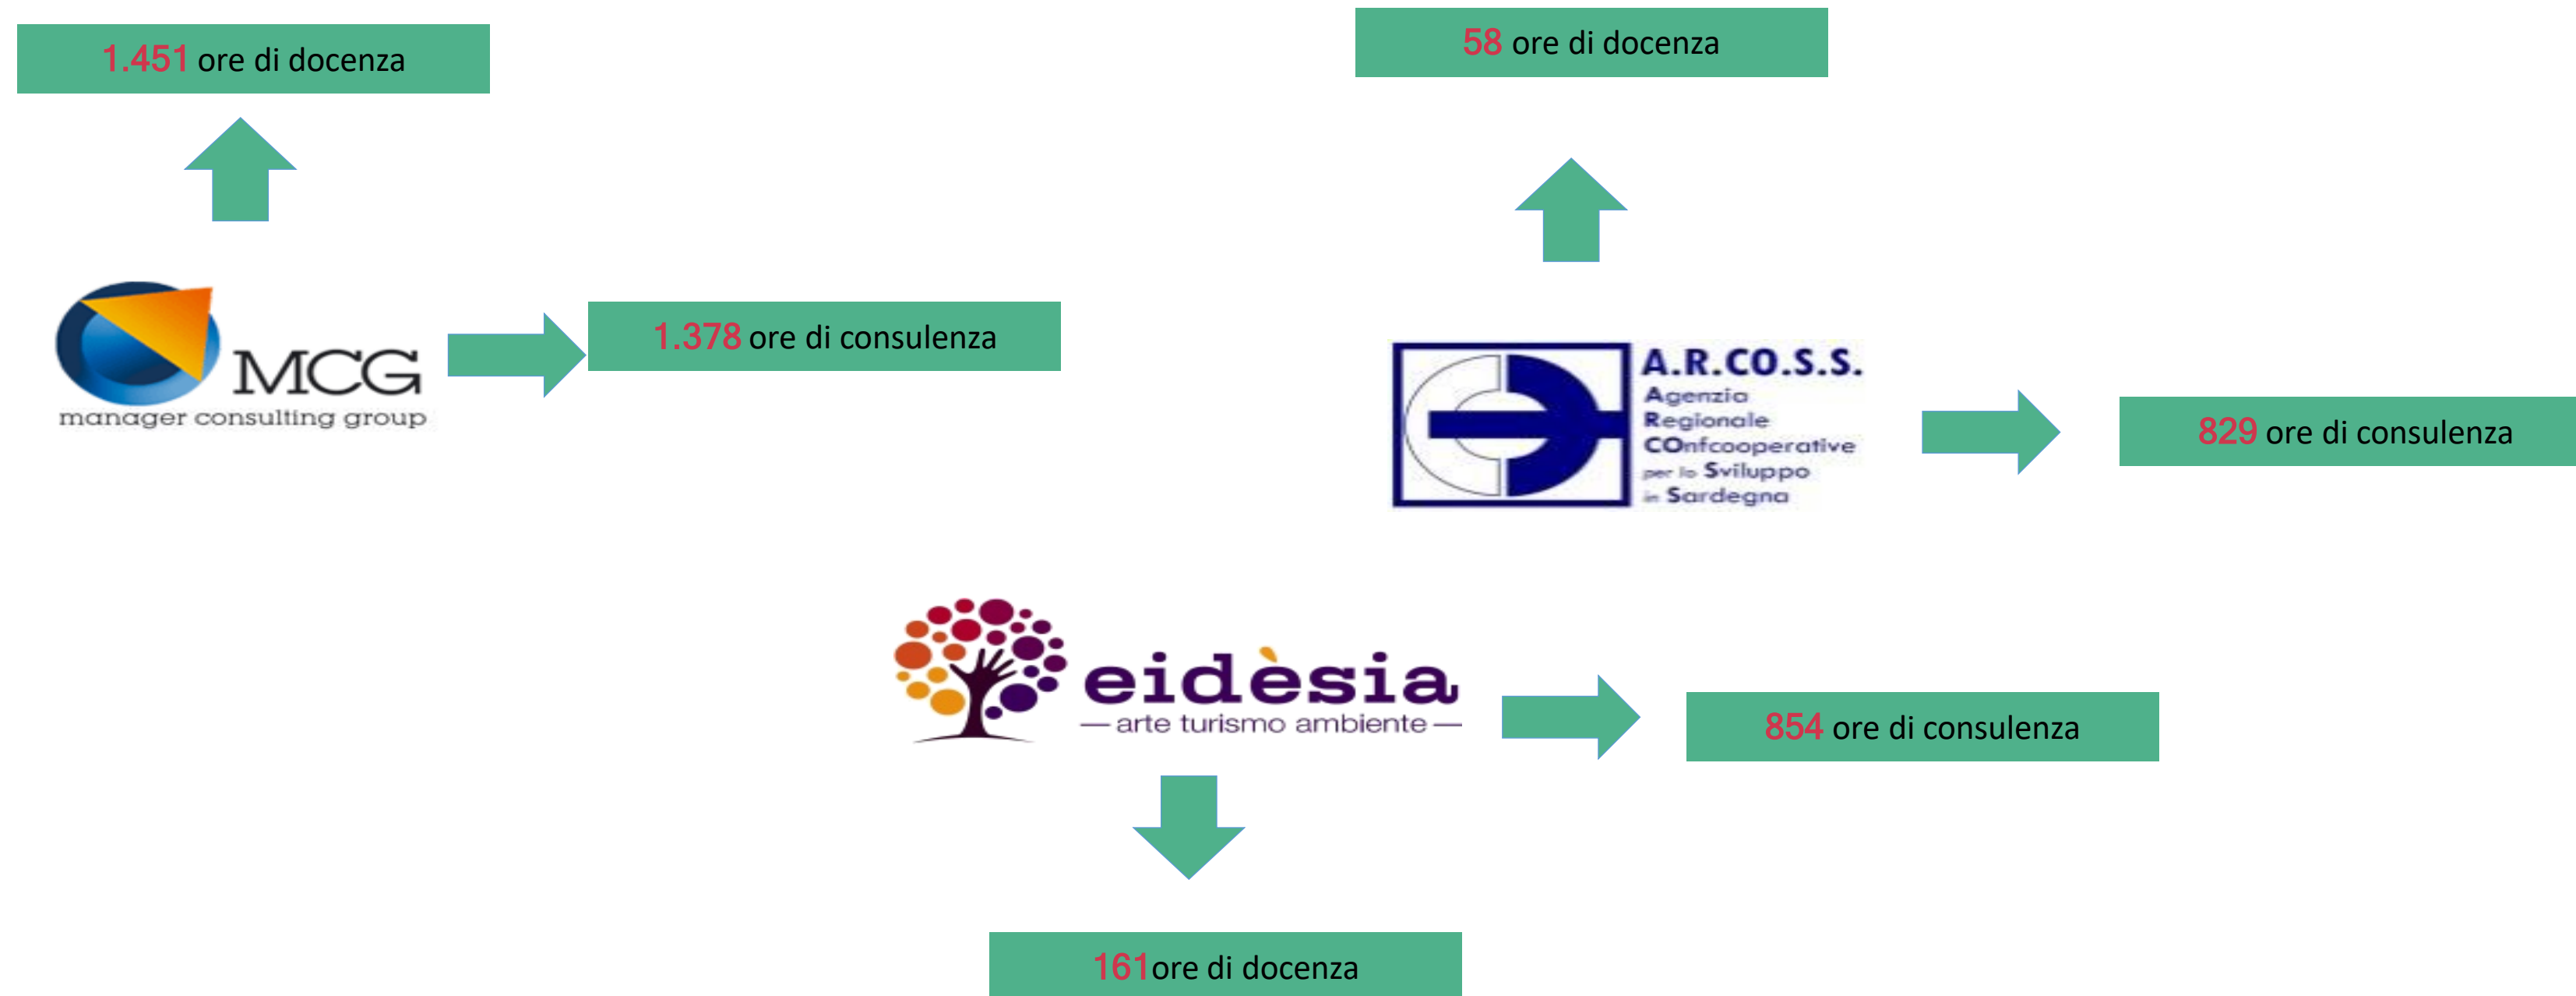 1.451 ore di docenza
58 ore di docenza
MCG
manager consulting group
1.378 ore di consulenza
A.R.CO.S.S.
Agenzia
Regionale
COnfcooperative
per lo Sviluppo
in Sardegna
829 ore di consulenza
eidèsia
arte turismo ambiente
854 ore di consulenza
161ore di docenza